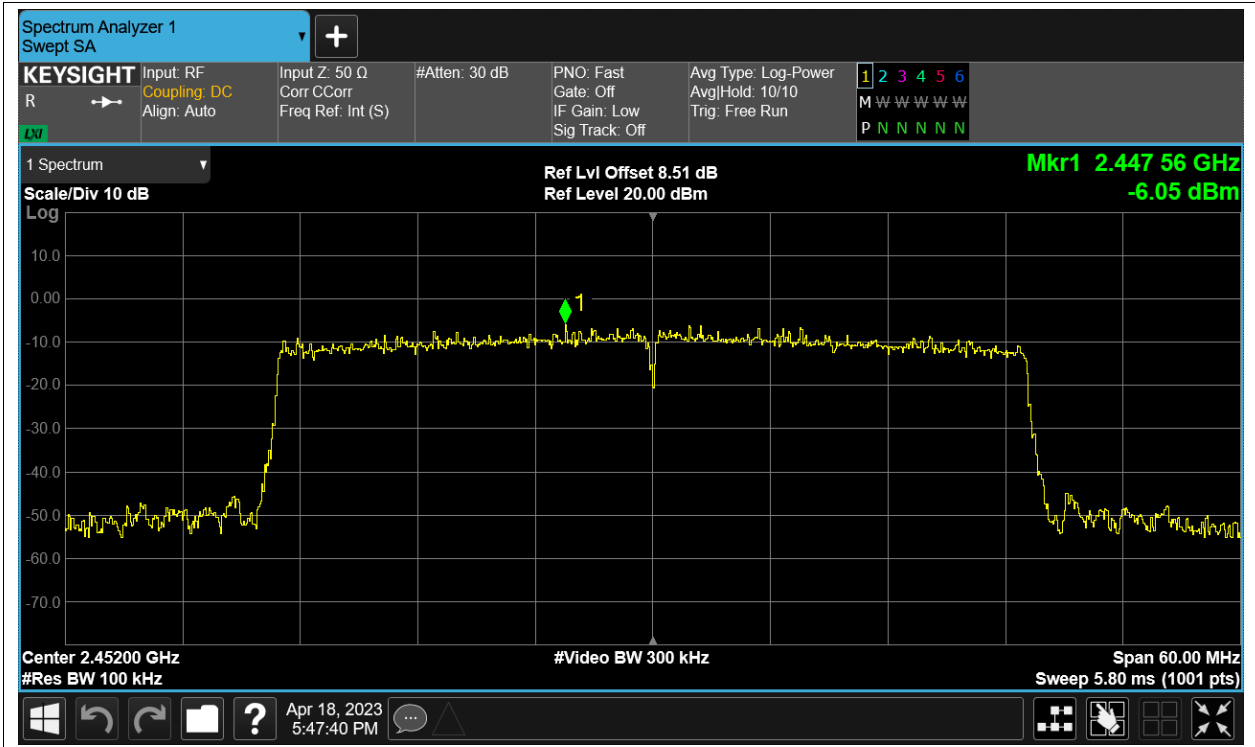 Spectrum Analyzer 1
Swept SA
KEYSIGHT
R
LXI
Input: RF
Coupling: DC
Align: Auto
Input Z: 50 Ω
Corr CCorr
Freq Ref: Int (S)
#Atten: 30 dB
PNO: Fast
Gate: Off
IF Gain: Low
Sig Track: Off
Avg Type: Log-Power
Avg|Hold: 10/10
Trig: Free Run
1 2 3 4 5 6
M W W W W W
P N N N N N
1 Spectrum
Scale/Div 10 dB
Ref Lvl Offset 8.51 dB
Ref Level 20.00 dBm
Mkr1 2.447 56 GHz
-6.05 dBm
Log
10.0
0.00
1
-10.0
-20.0
-30.0
-40.0
-50.0
-60.0
-70.0
Center 2.45200 GHz
#Res BW 100 kHz
#Video BW 300 kHz
Span 60.00 MHz
Sweep 5.80 ms (1001 pts)
?
Apr 18, 2023
5:47:40 PM